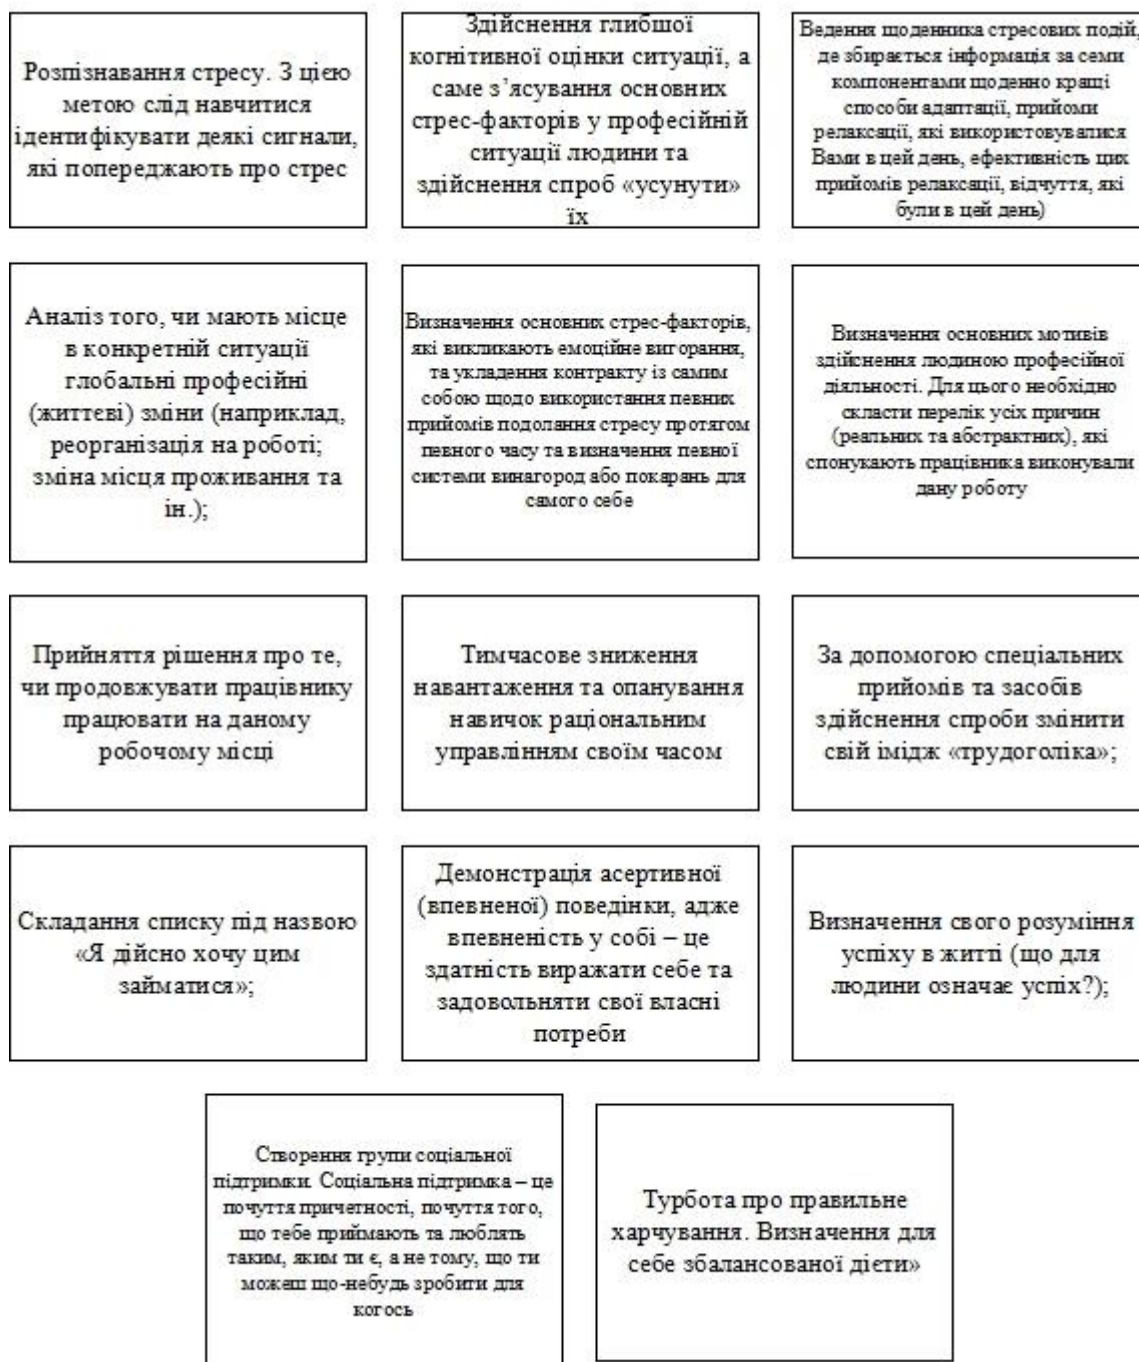 Розпізнавання стресу. З цією
метою слід навчитися
ідентифікувати деякі сигнали,
які попереджають про стрес
Здійснення глибшої
когнітивної оцінки ситуації, а
саме з’ясування основних
стрес-факторів у професійній
ситуації людини та
здійснення спроб «усунути»
їх
Ведення щоденника стресових подій,
де збирається інформація за семи
компонентами щоденно кращі
способи адаптації, прийоми
релаксації, які використовувалися
Вами в цей день, ефективність цих
прийомів релаксації, відчуття, які
були в цей день)
Аналіз того, чи мають місце
в конкретній ситуації
глобальні професійні
(життєві) зміни (наприклад,
реорганізація на роботі;
зміна місця проживання та
ін.);
Визначення основних стрес-факторів,
які викликають емоційне вигорання,
та укладення контракту із самим
собою щодо використання певних
прийомів подолання стресу протягом
певного часу та визначення певної
системи винагород або покарань для
самого себе
Визначення основних мотивів
здійснення людиною професійної
діяльності. Для цього необхідно
скласти перелік усіх причин
(реальних та абстрактних), які
спонукають працівника виконували
дану роботу
Прийняття рішення про те,
чи продовжувати працівнику
працювати на даному
робочому місці
Тимчасове зниження
навантаження та опанування
навичок раціональним
управлінням своїм часом
За допомогою спеціальних
прийомів та засобів
здійснення спроби змінити
свій імідж «трудоголіка»;
Складання списку під назвою
«Я дійсно хочу цим
займатися»;
Демонстрація асертивної
(впевненої) поведінки, адже
впевненість у собі – це
здатність виражати себе та
задовольняти свої власні
потреби
Визначення свого розуміння
успіху в житті (що для
людини означає успіх?);
Створення групи соціальної
підтримки. Соціальна підтримка – це
почуття причетності, почуття того,
що тебе приймають та люблять
таким, яким ти є, а не тому, що ти
можеш що-небудь зробити для
когось
Турбота про правильне
харчування. Визначення для
себе збалансованої дієти»